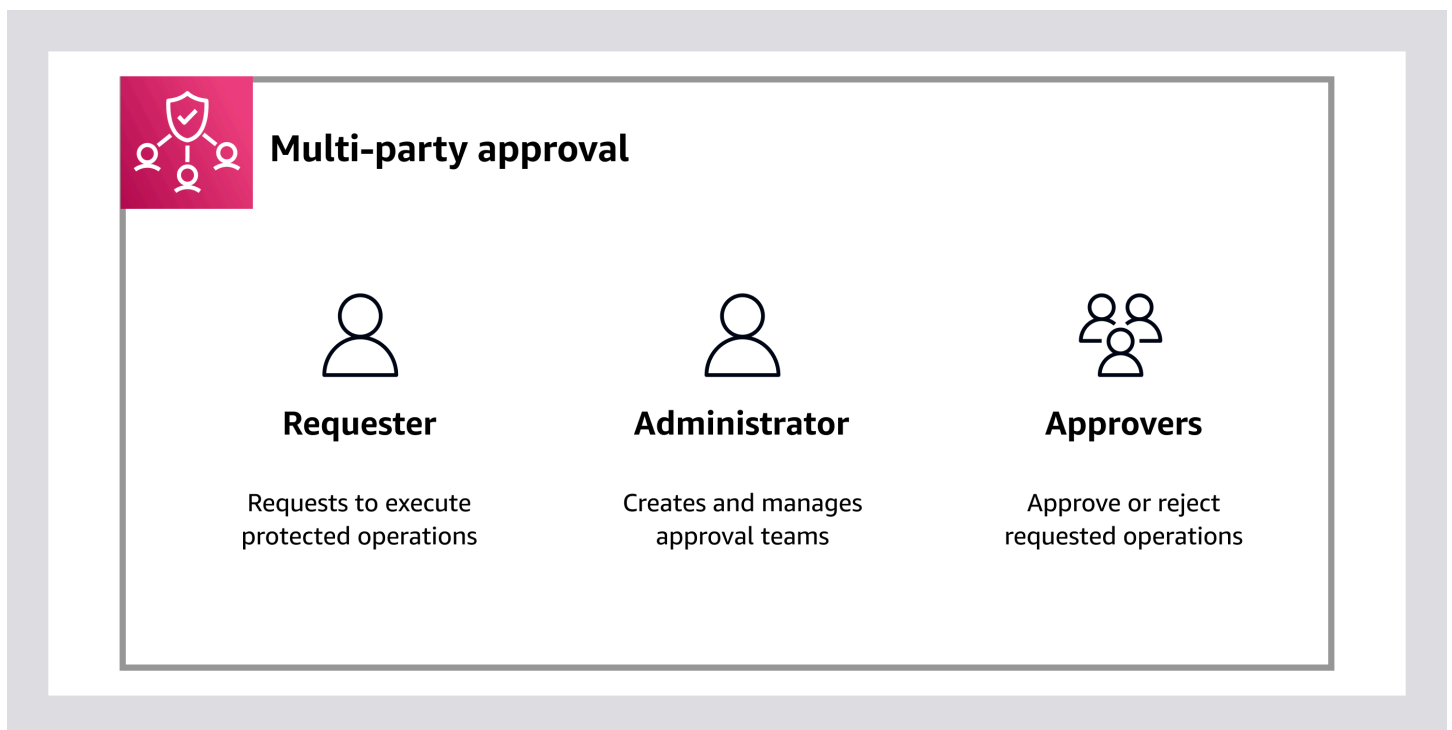 Multi-party approval
Requester
Requests to execute
protected operations
Administrator
Creates and manages
approval teams
Approvers
Approve or reject
requested operations